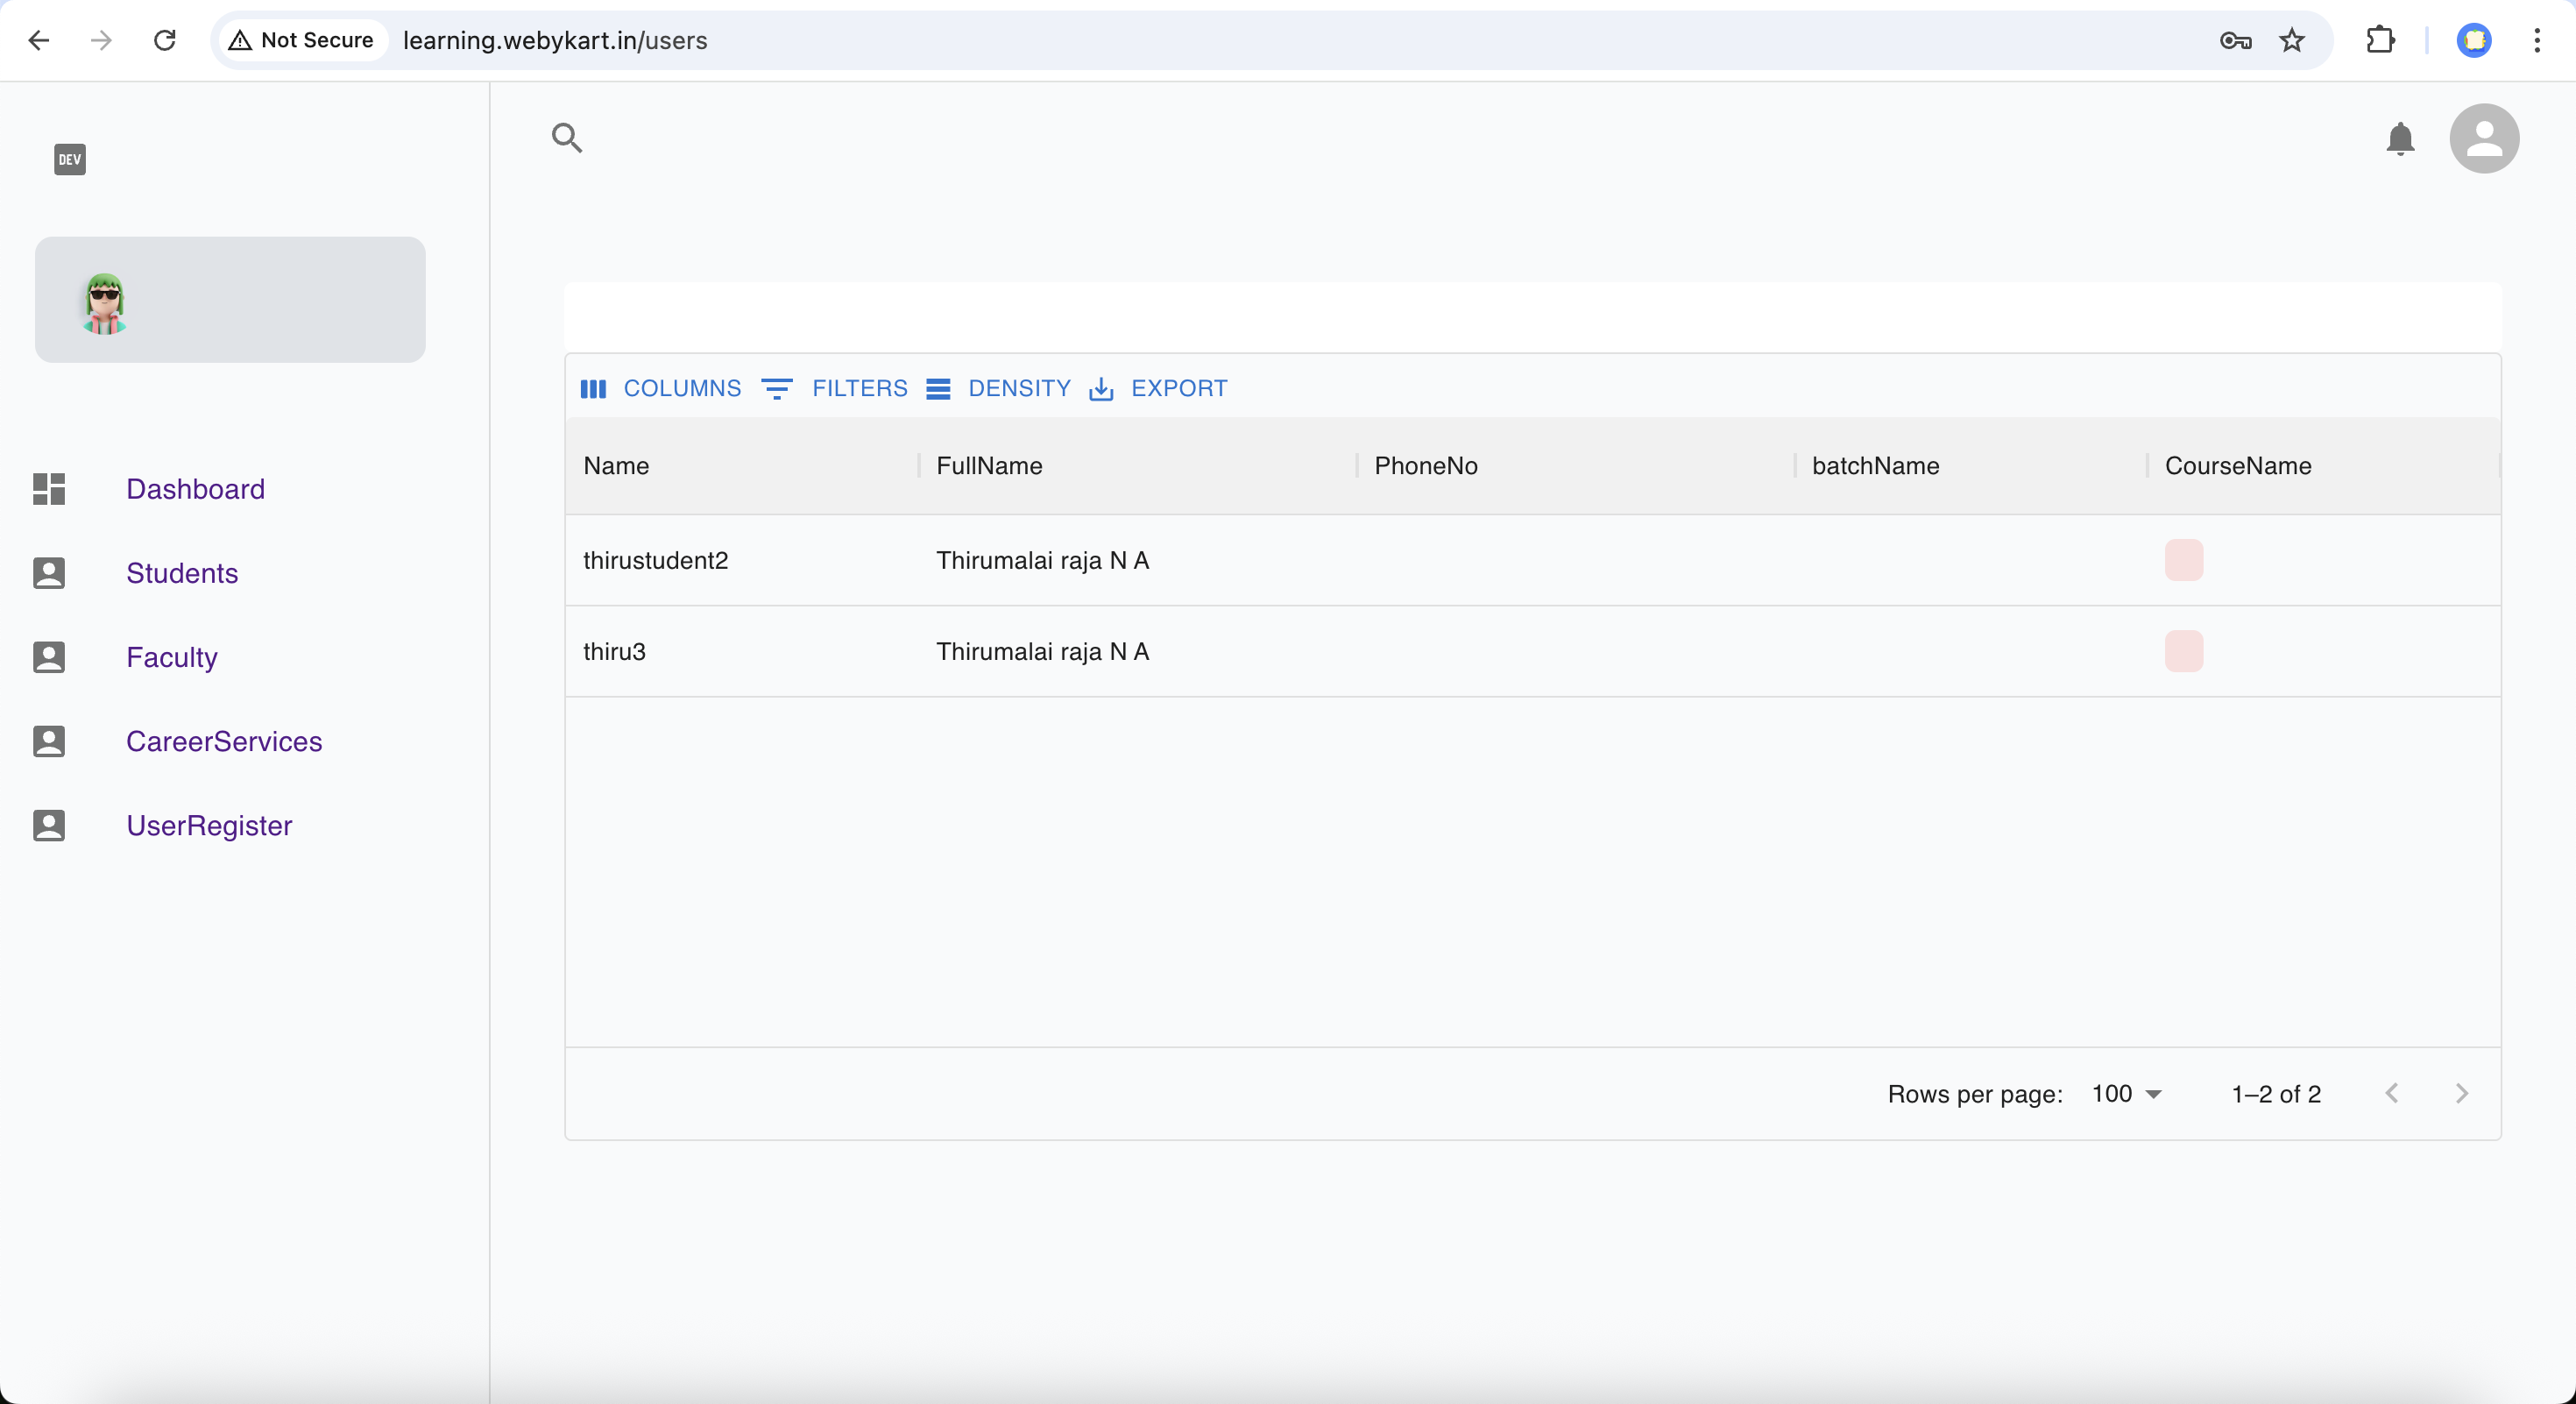 Not Secure learning.webykart.in/users
DEV
Dashboard
Students
Faculty
CareerServices
UserRegister
COLUMNS FILTERS DENSITY EXPORT
Name FullName PhoneNo batchName CourseName
thirustudent2 Thirumalai raja N A
thiru3 Thirumalai raja N A
Rows per page: 100 1–2 of 2